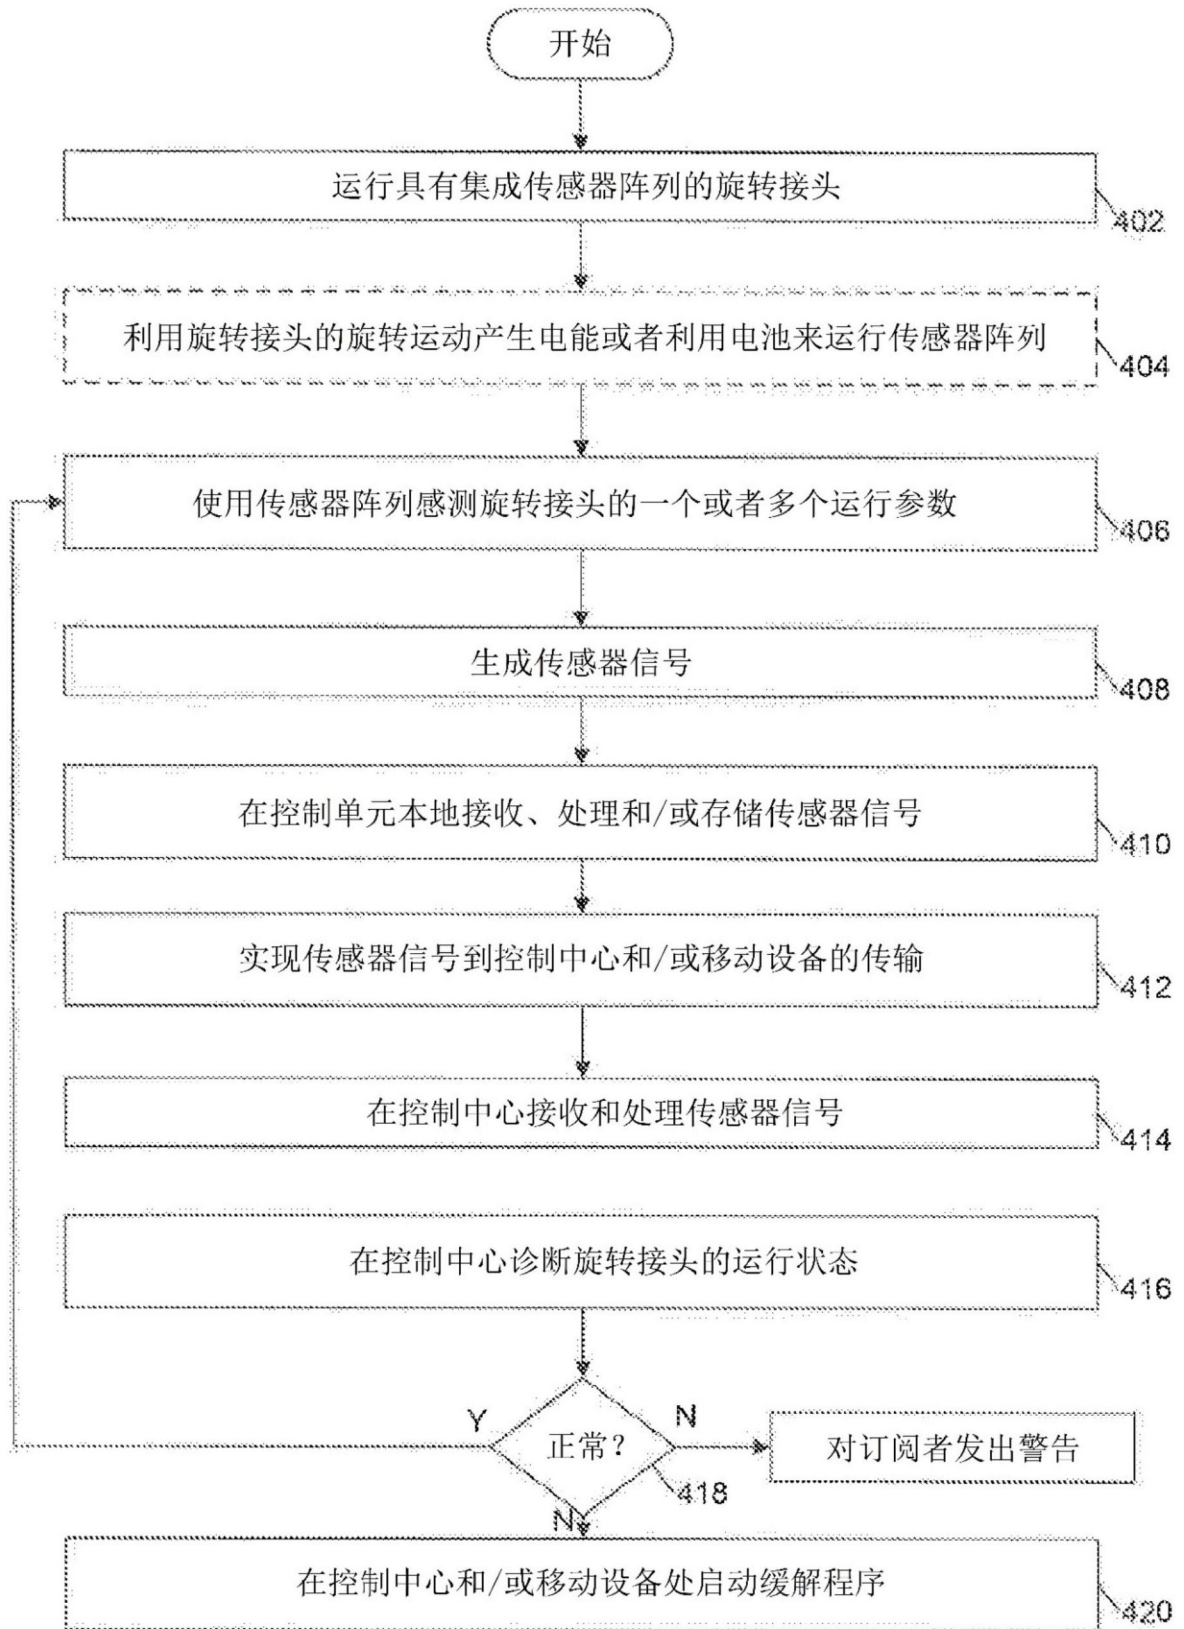 开始
运行具有集成传感器阵列的旋转接头
402
利用旋转接头的旋转运动产生电能或者利用电池来运行传感器阵列
404
使用传感器阵列感测旋转接头的一个或者多个运行参数
406
生成传感器信号
408
在控制单元本地接收、处理和/或存储传感器信号
410
实现传感器信号到控制中心和/或移动设备的传输
412
在控制中心接收和处理传感器信号
414
在控制中心诊断旋转接头的运行状态
416
Y
正常?
N
对订阅者发出警告
418
N
在控制中心和/或移动设备处启动缓解程序
420